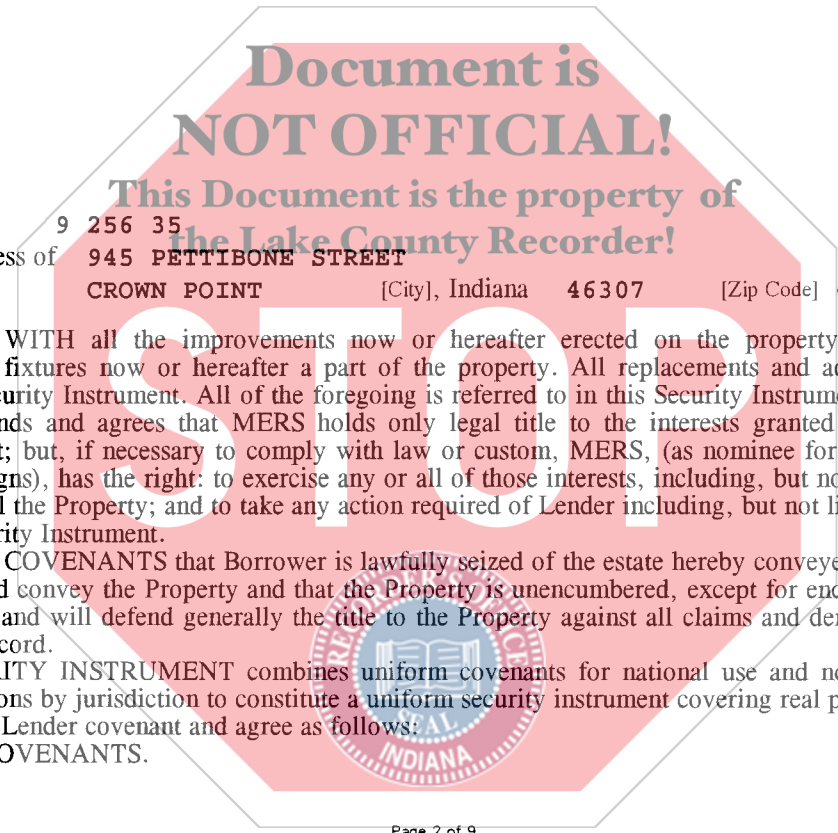 Document is
NOT OFFICIAL!
This Document is the property of
the Lake County Recorder!
9 256 35
ess of 945 PETTIBONE STREET
CROWN POINT [City], Indiana 46307 [Zip Code]
WITH all the improvements now or hereafter erected on the property
fixtures now or hereafter a part of the property. All replacements and ad
curity Instrument. All of the foregoing is referred to in this Security Instrum
nds and agrees that MERS holds only legal title to the interests granted
t; but, if necessary to comply with law or custom, MERS, (as nominee for
gns), has the right: to exercise any or all of those interests, including, but no
l the Property; and to take any action required of Lender including, but not li
rity Instrument.
COVENANTS that Borrower is lawfully seized of the estate hereby conveye
d convey the Property and that the Property is unencumbered, except for enc
and will defend generally the title to the Property against all claims and de
cord.
RITY INSTRUMENT combines uniform covenants for national use and no
ons by jurisdiction to constitute a uniform security instrument covering real p
Lender covenant and agree as follows:
OVENANTS.
STOP
RECORDER'S OFFICE
SEAL
INDIANA
Page 2 of 9